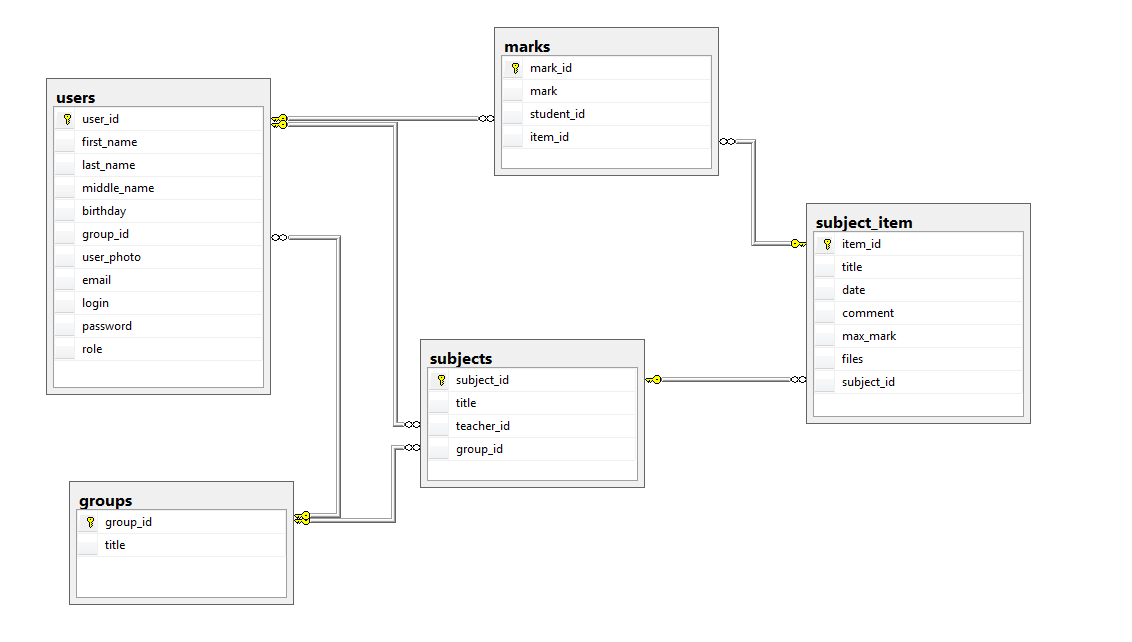 marks
mark_id
mark
student_id
item_id
users
user_id
first_name
last_name
middle_name
birthday
group_id
user_photo
email
login
password
role
subject_item
item_id
title
date
comment
max_mark
files
subject_id
subjects
subject_id
title
teacher_id
group_id
groups
group_id
title